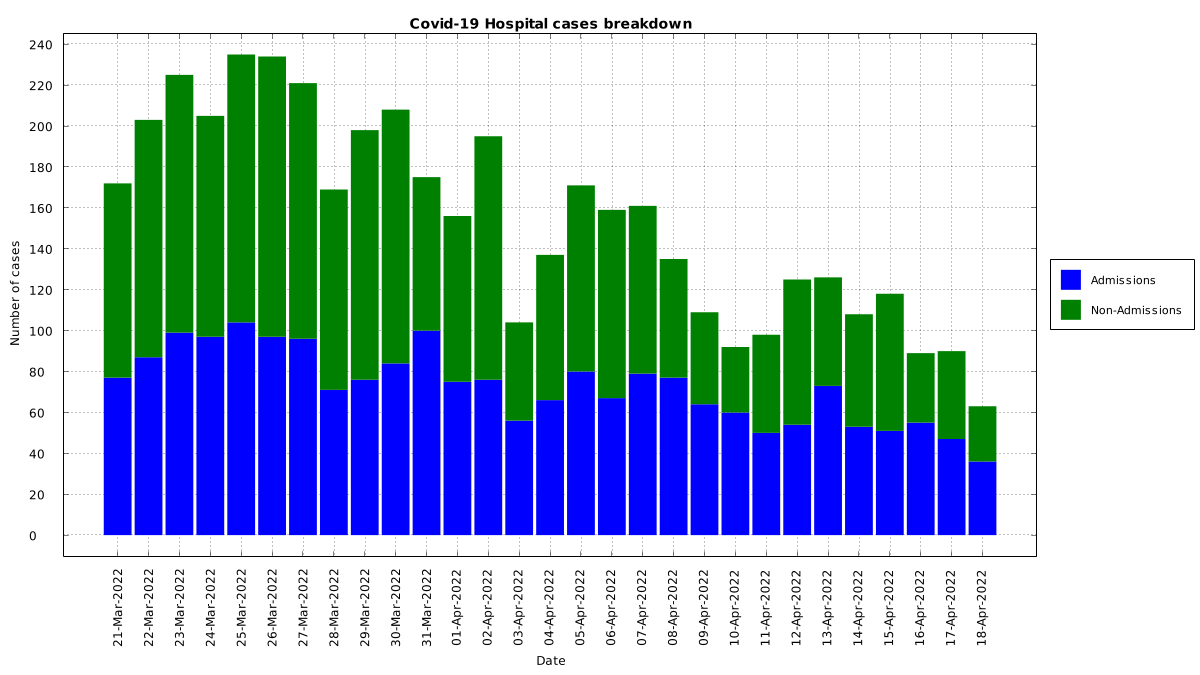 Covid-19 Hospital cases breakdown
240
220
200
180
160
140
120
100
80
60
40
20
0
Number of cases
21-Mar-2022
22-Mar-2022
23-Mar-2022
24-Mar-2022
25-Mar-2022
26-Mar-2022
27-Mar-2022
28-Mar-2022
29-Mar-2022
30-Mar-2022
31-Mar-2022
01-Apr-2022
02-Apr-2022
03-Apr-2022
04-Apr-2022
05-Apr-2022
06-Apr-2022
07-Apr-2022
08-Apr-2022
09-Apr-2022
10-Apr-2022
11-Apr-2022
12-Apr-2022
13-Apr-2022
14-Apr-2022
15-Apr-2022
16-Apr-2022
17-Apr-2022
18-Apr-2022
Date
Admissions
Non-Admissions